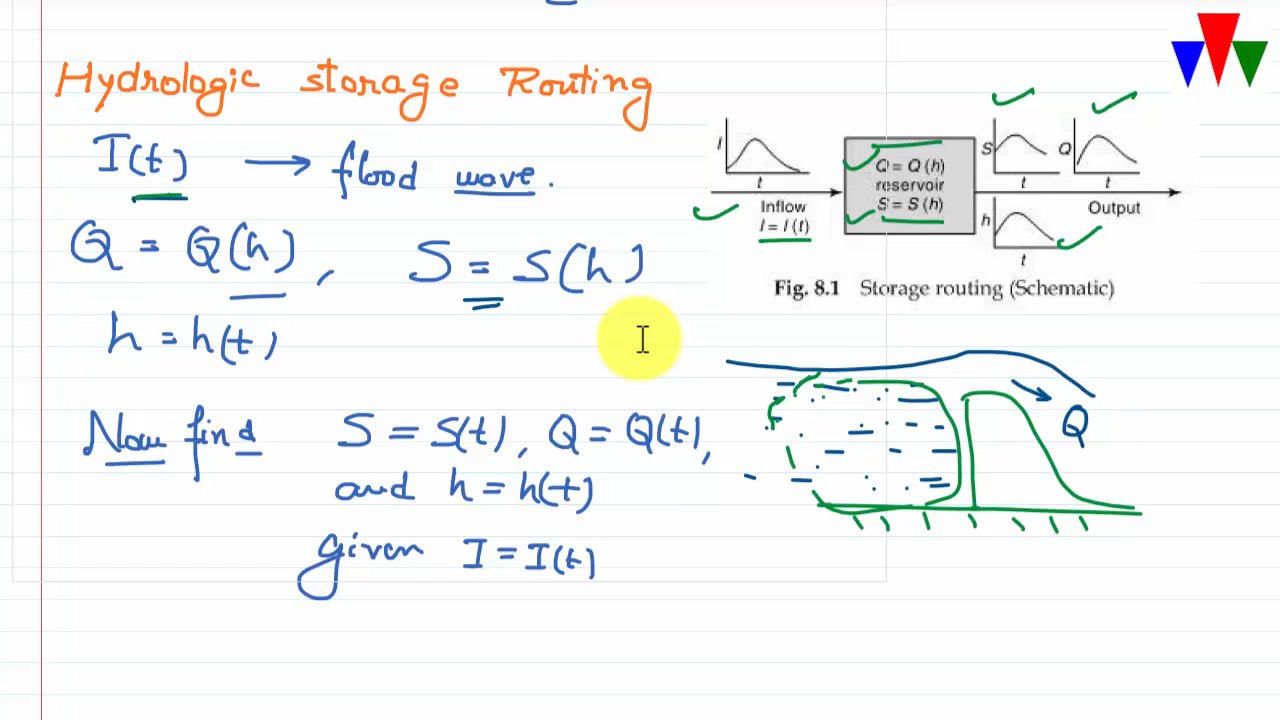 Hydrologic storage Routing
I(t) → flood wave.
Q = Q(h), S = S(h)
h = h(t)
Now find S = S(t), Q = Q(t),
and h = h(t)
given I = I(t)
I
t
Inflow
I = I(t)
Q = Q(h)
reservoir
S = S(h)
S
t
Q
t
h
t
Output
Fig. 8.1 Storage routing (Schematic)
Q